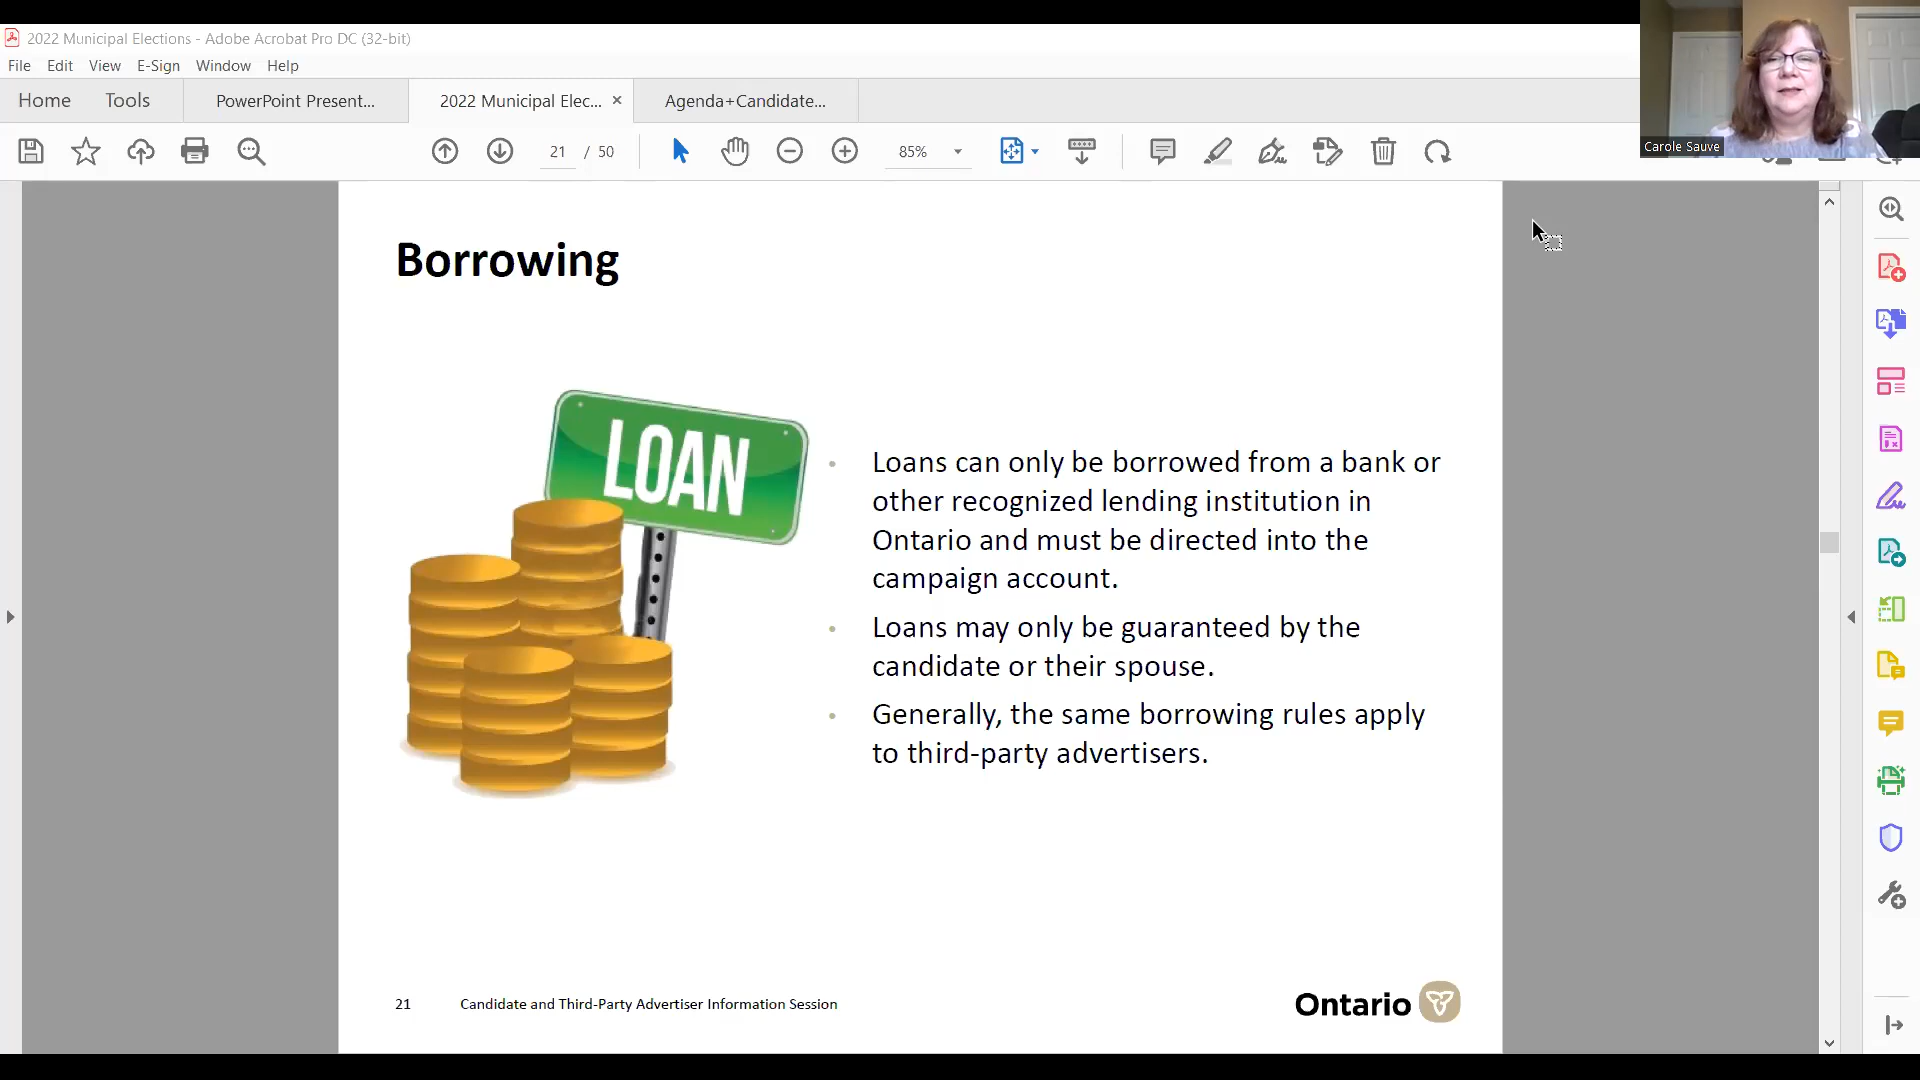 2022 Municipal Elections - Adobe Acrobat Pro DC (32-bit)
File Edit View E-Sign Window Help
Home Tools PowerPoint Present... 2022 Municipal Elec... × Agenda+Candidate...
21 / 50 85%
Carole Sauve
Borrowing
LOAN
• Loans can only be borrowed from a bank or
other recognized lending institution in
Ontario and must be directed into the
campaign account.
• Loans may only be guaranteed by the
candidate or their spouse.
• Generally, the same borrowing rules apply
to third-party advertisers.
21 Candidate and Third-Party Advertiser Information Session
Ontario